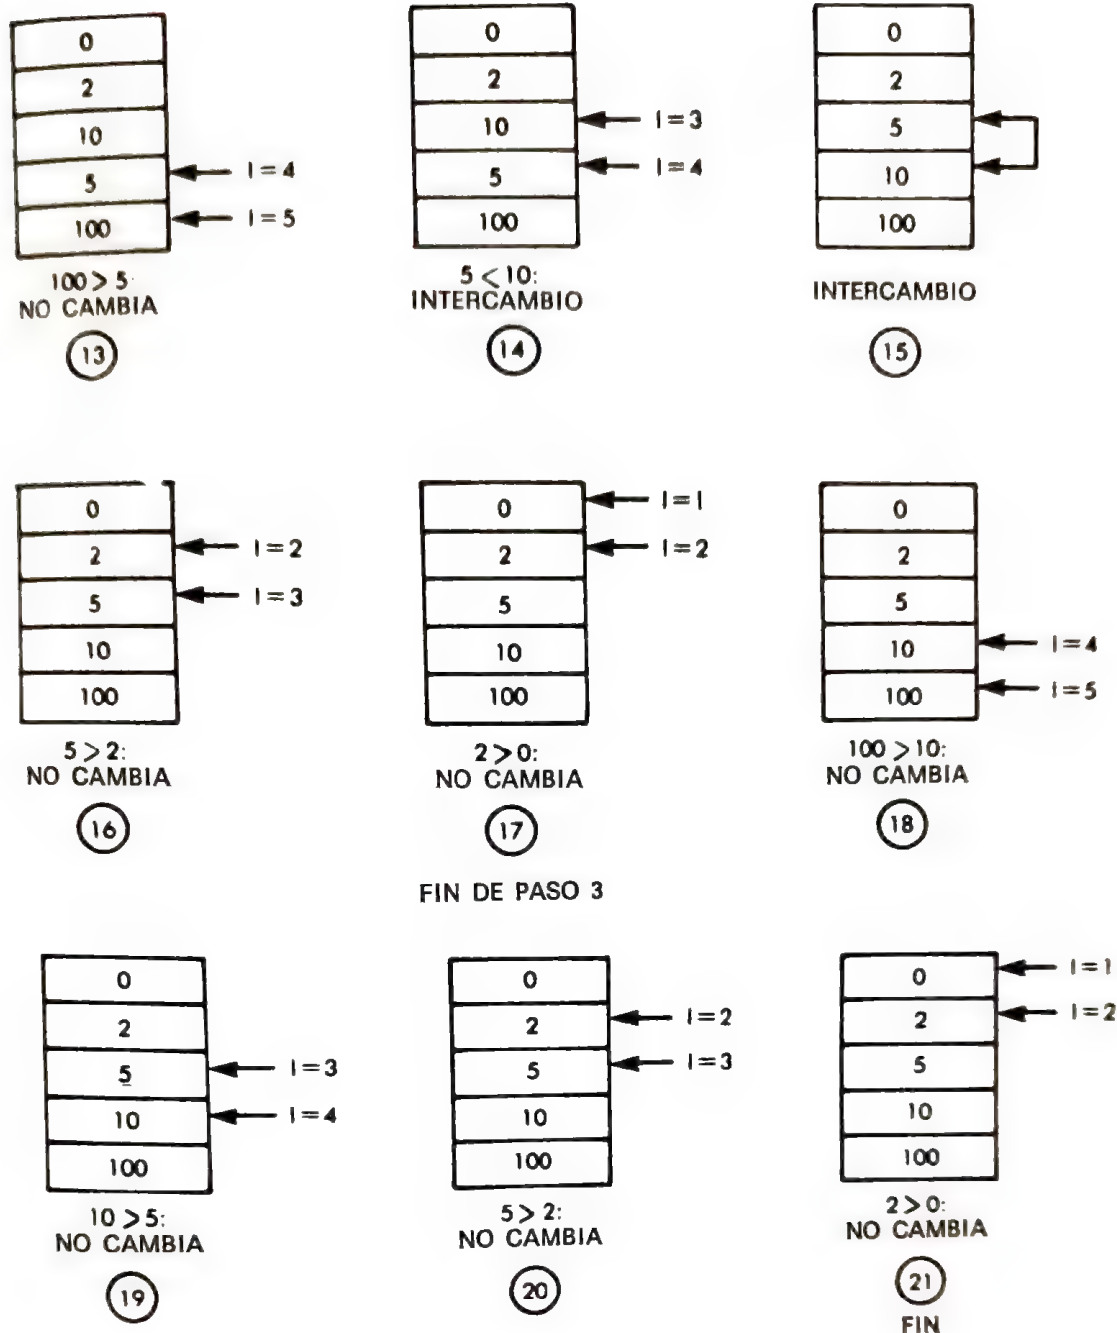 0
2
10
5
100
I=4
I=5
100 > 5
NO CAMBIA
13
0
2
10
5
100
I=3
I=4
5 < 10:
INTERCAMBIO
14
0
2
5
10
100
INTERCAMBIO
15
0
2
5
10
100
I=2
I=3
5 > 2:
NO CAMBIA
16
0
2
5
10
100
I=1
I=2
2 > 0:
NO CAMBIA
17
FIN DE PASO 3
0
2
5
10
100
I=4
I=5
100 > 10:
NO CAMBIA
18
0
2
5
10
100
I=3
I=4
10 > 5:
NO CAMBIA
19
0
2
5
10
100
I=2
I=3
5 > 2:
NO CAMBIA
20
0
2
5
10
100
I=1
I=2
2 > 0:
NO CAMBIA
21
FIN